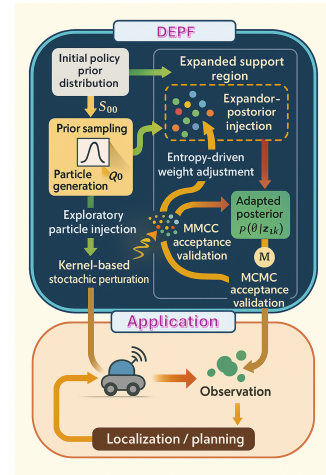 DEPF
Initial policy
prior
distribution
S₀₀
Prior sampling
Q₀
Particle
generation
Exploratory
particle injection
Kernel-based
stoctachic perturation
Expanded support
region
Expandor-
posterior
injection
Entropy-driven
weight adjustment
MMCC
acceptance
validation
Adapted
posterior
p(θ|z₁ₖ)
M
MCMC
acceptance
validation
Application
Observation
Localization / planning